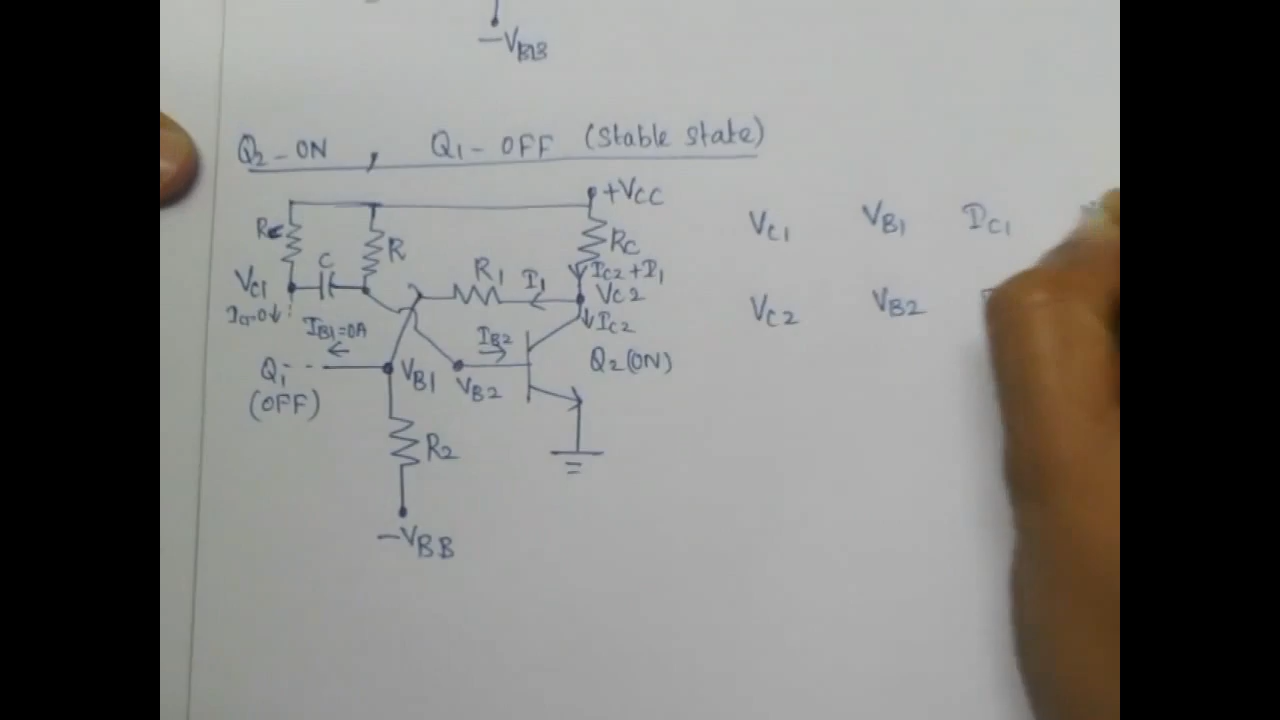 -VBB
Q2-ON , Q1-OFF (Stable state)
+VCC
RC R RC
VC1 VB1 IC1
C R1 I1 IC2+I1
VC1 VC2
IC2
VC2 VB2
IB1=0A IB2
Q1 VB1 VB2 Q2(ON)
(OFF)
R2
-VBB